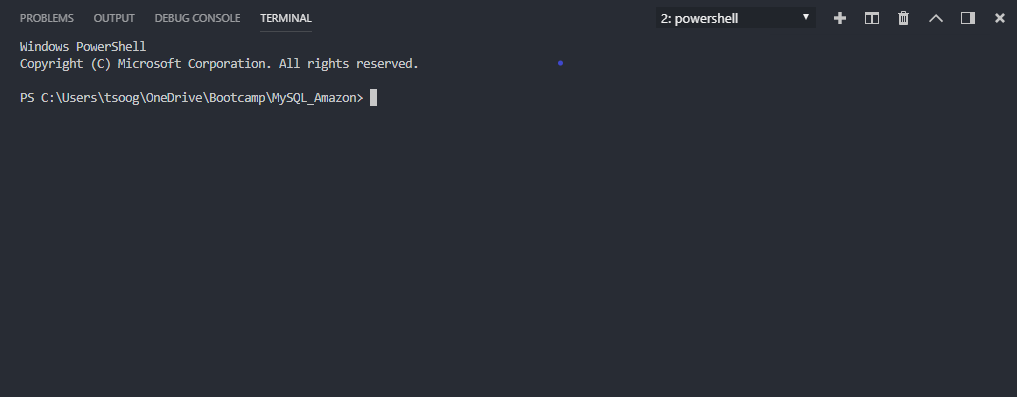 PROBLEMS OUTPUT DEBUG CONSOLE TERMINAL 2: powershell
Windows PowerShell
Copyright (C) Microsoft Corporation. All rights reserved.
PS C:\Users\tsoog\OneDrive\Bootcamp\MySQL_Amazon>